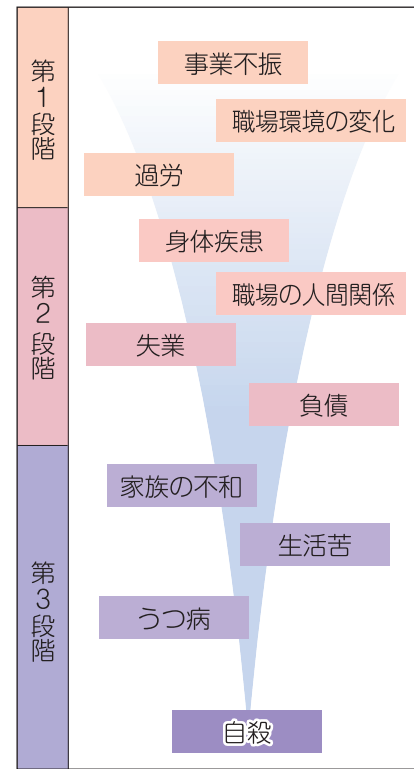 第1段階
事業不振
職場環境の変化
過労
第2段階
身体疾患
職場の人間関係
失業
負債
第3段階
家族の不和
生活苦
うつ病
自殺